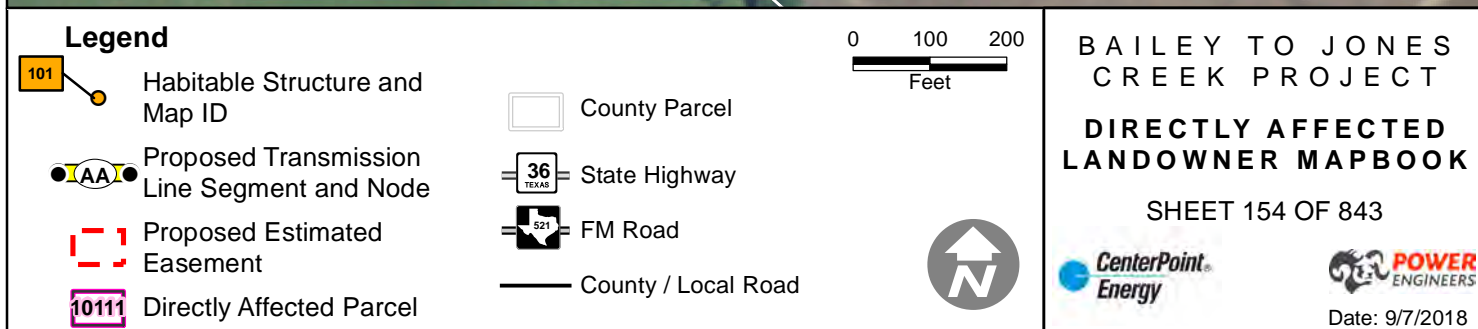 Legend
101
Habitable Structure and
Map ID
AA
Proposed Transmission
Line Segment and Node
Proposed Estimated
Easement
10111
Directly Affected Parcel
County Parcel
36
TEXAS
State Highway
521
FM Road
County / Local Road
0 100 200
Feet
N
BAILEY TO JONES
CREEK PROJECT
DIRECTLY AFFECTED
LANDOWNER MAPBOOK
SHEET 154 OF 843
CenterPoint®
Energy
POWER
ENGINEERS
Date: 9/7/2018